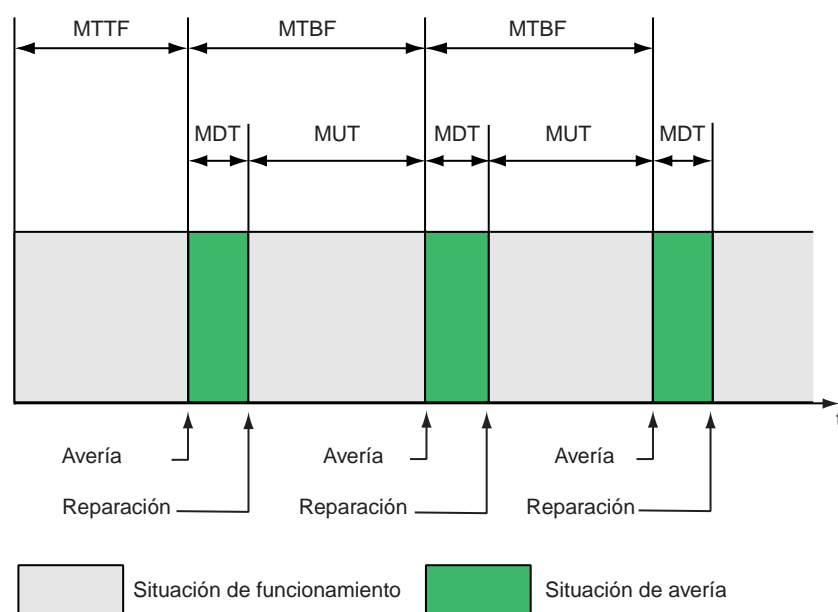 MTTF MTBF MTBF
MDT MUT MDT MUT MDT
t
Avería Avería Avería
Reparación Reparación Reparación
Situación de funcionamiento Situación de avería